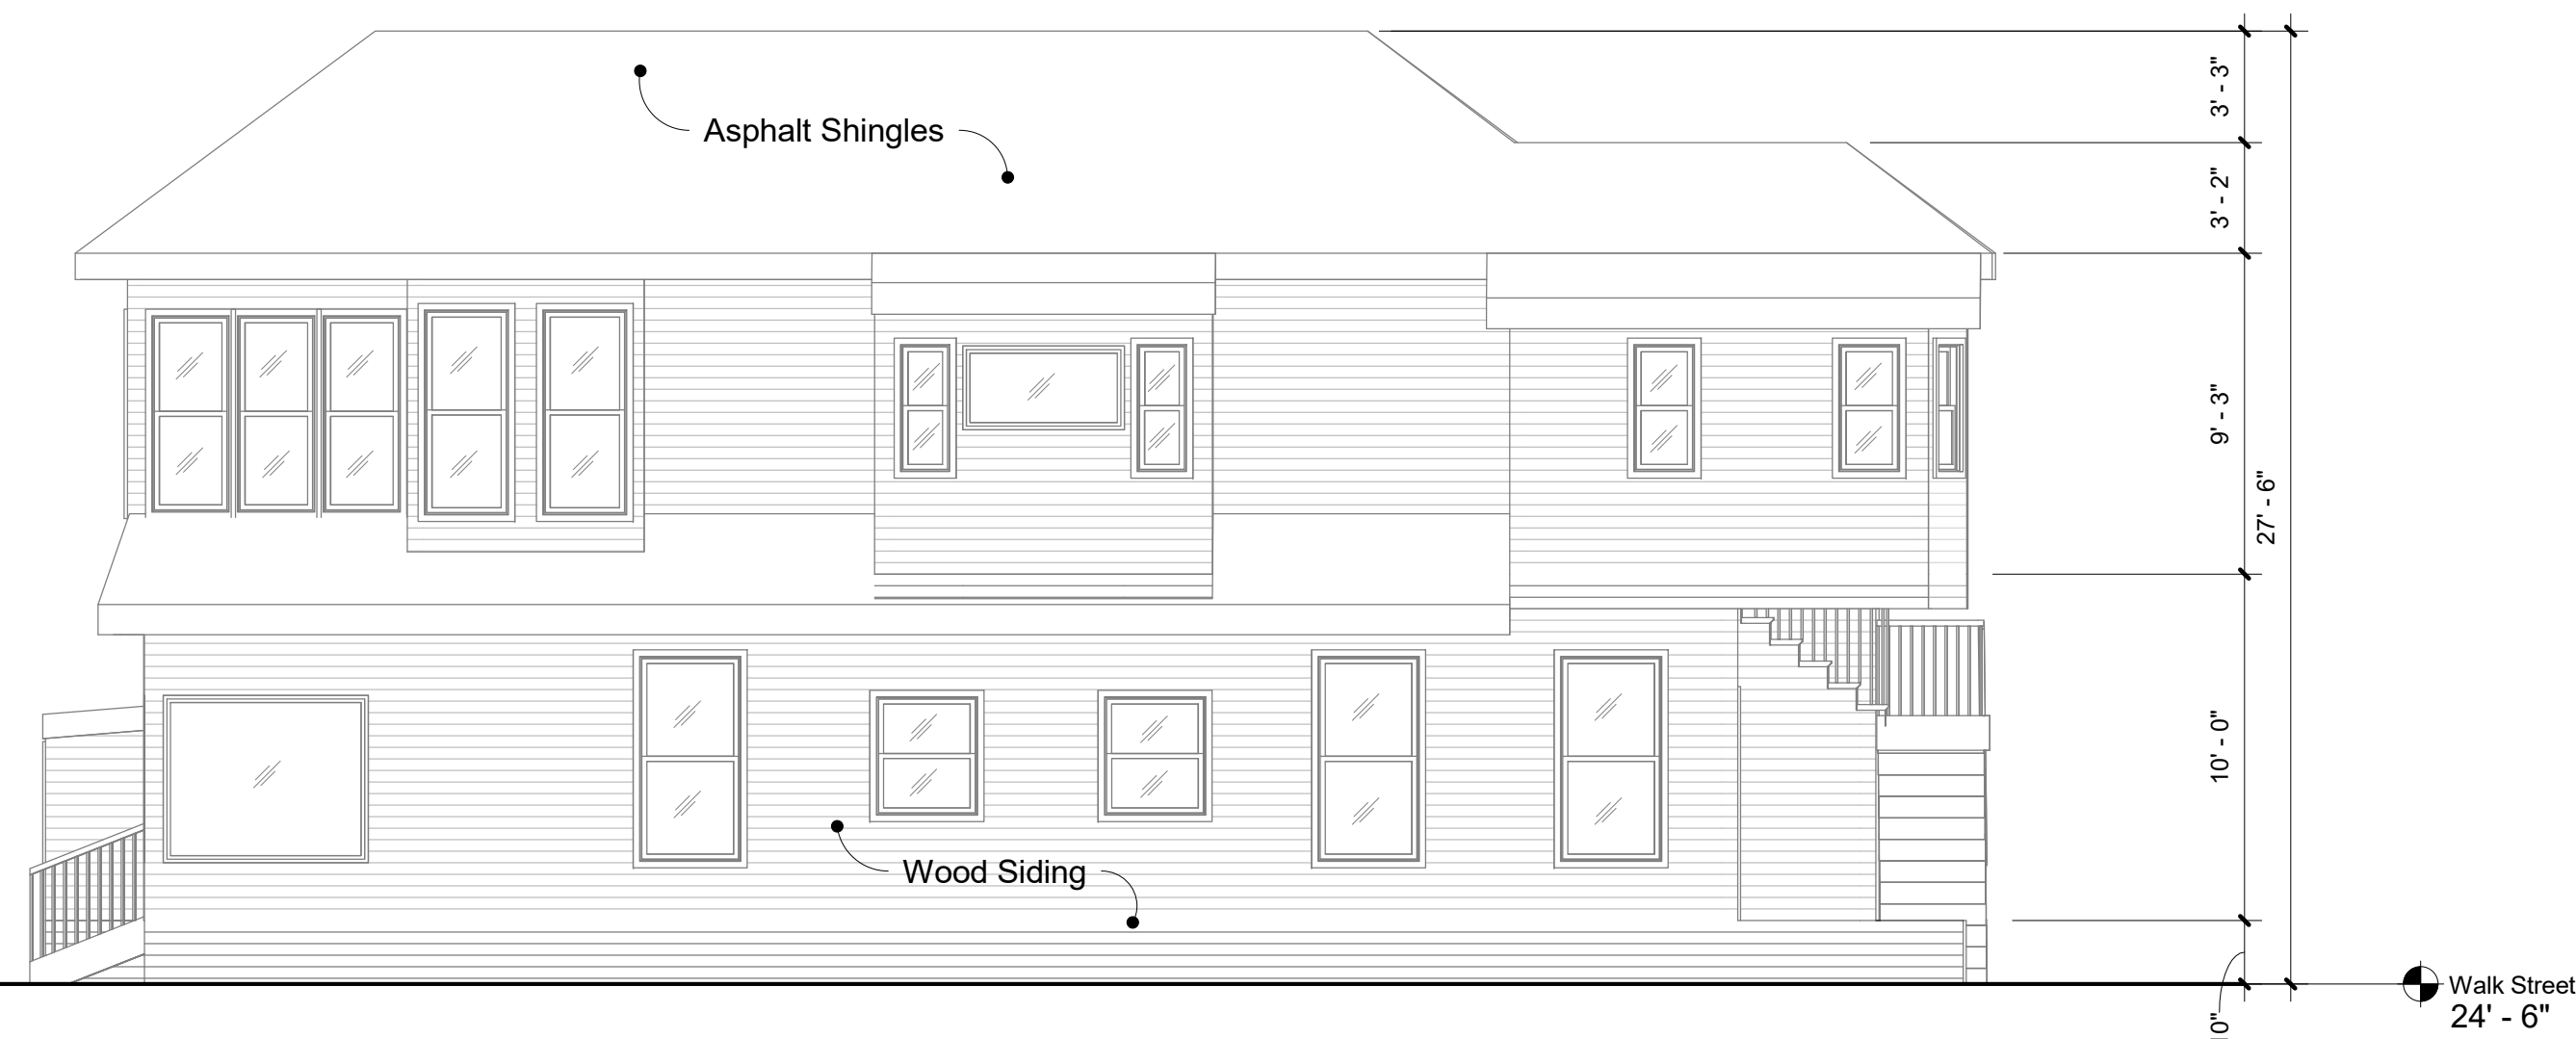 Asphalt Shingles
Wood Siding
3' - 3"
3' - 2"
9' - 3"
27' - 6"
10' - 0"
Walk Street
24' - 6"